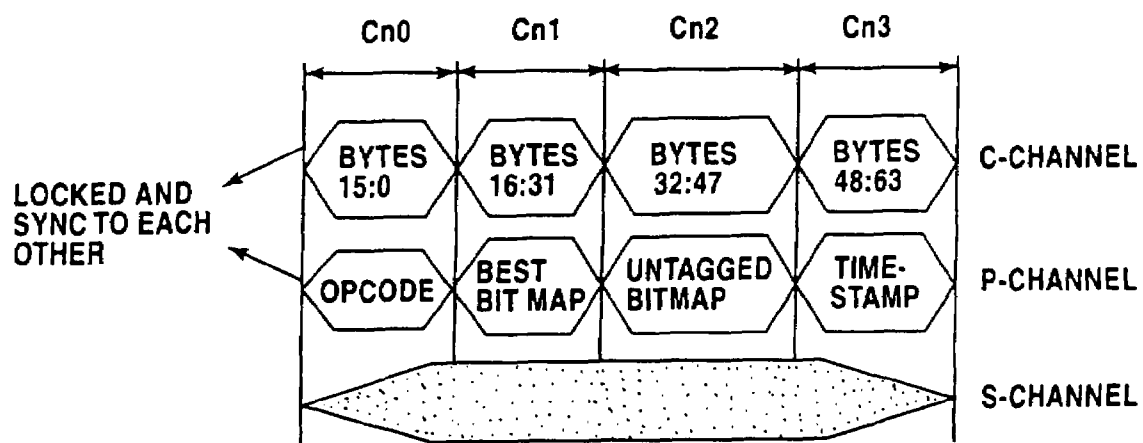 Cn0 Cn1 Cn2 Cn3
BYTES BYTES BYTES BYTES
15:0 16:31 32:47 48:63
C-CHANNEL
LOCKED AND
SYNC TO EACH
OTHER
OPCODE
BEST
BIT MAP
UNTAGGED
BITMAP
TIME-
STAMP
P-CHANNEL
S-CHANNEL